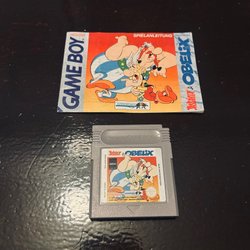 SPIELANLEITUNG
GAME BOY
Asterix & OBELIX
Asterix & OBELIX